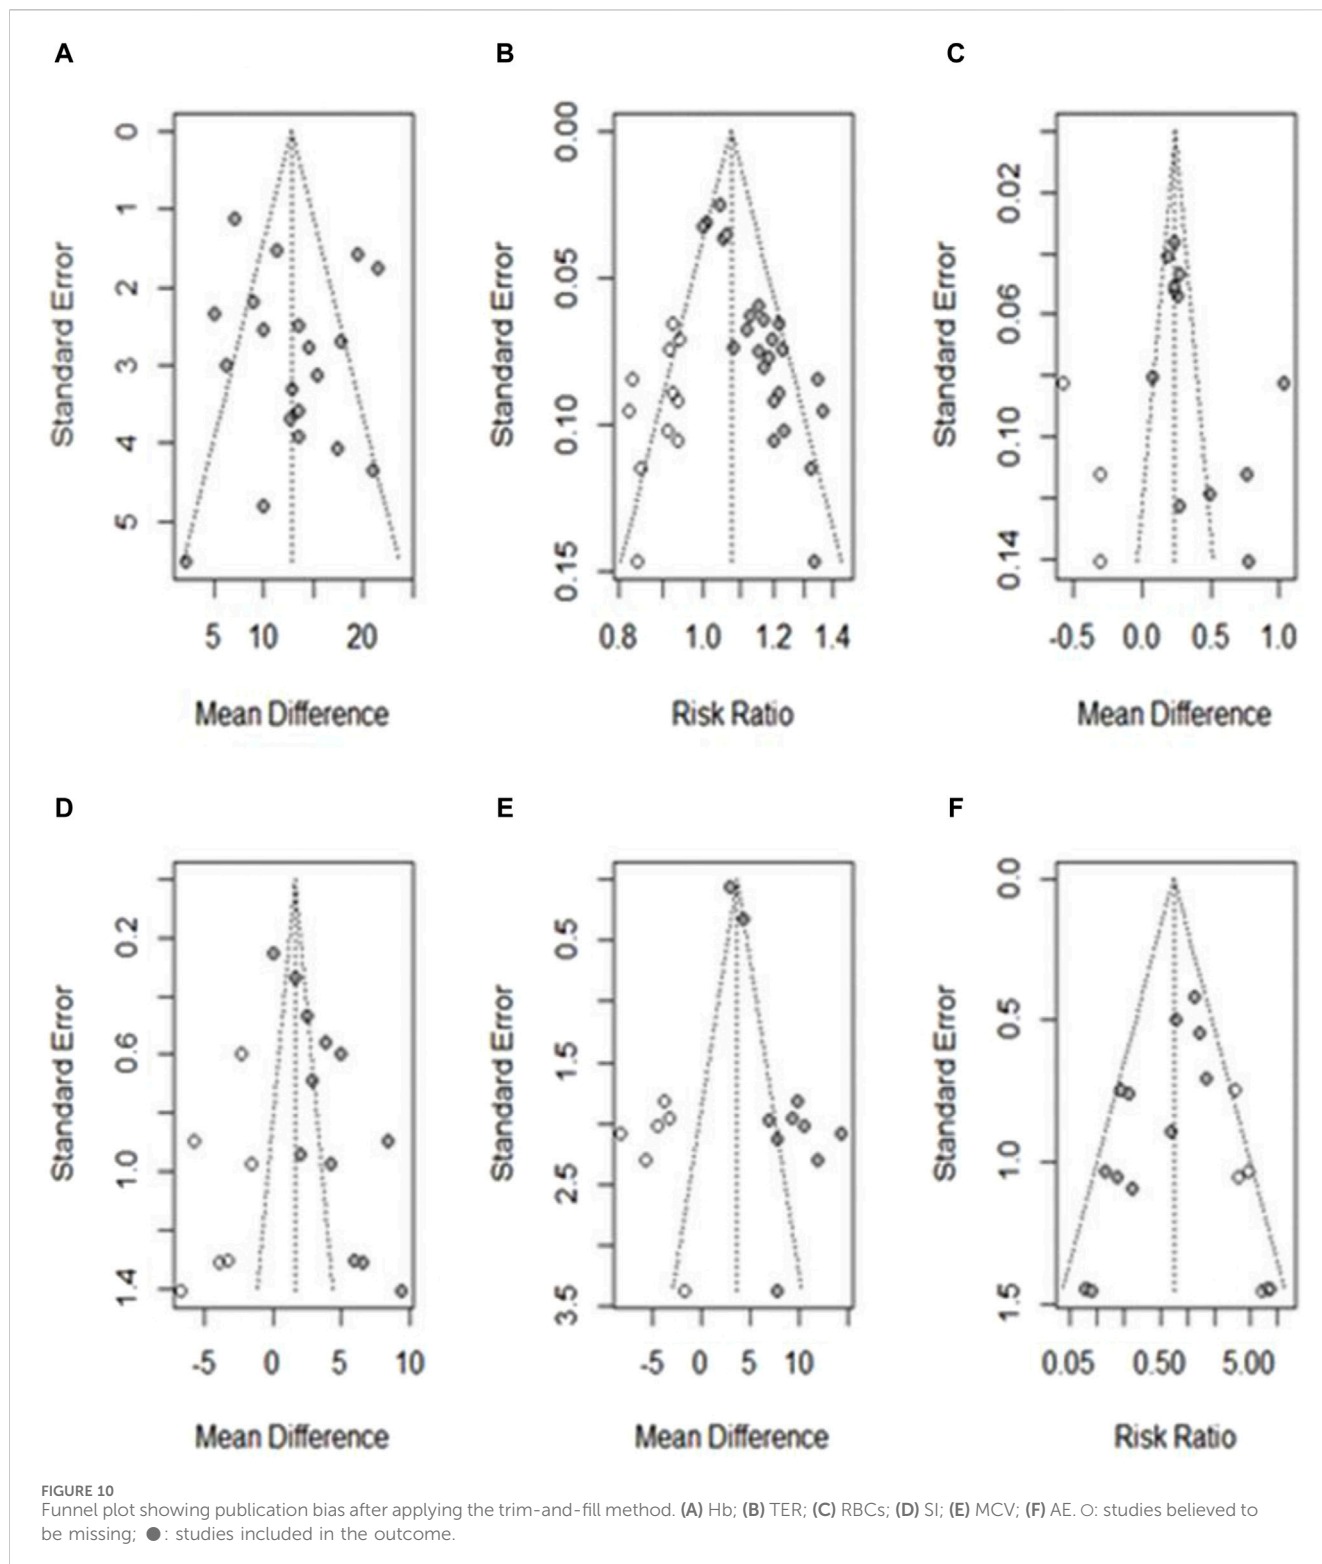 A
B
C
Standard Error
0
1
2
3
4
5
5
10
20
Mean Difference
Standard Error
0.00
0.05
0.10
0.15
0.8
1.0
1.2
1.4
Risk Ratio
Standard Error
0.02
0.06
0.10
0.14
-0.5
0.0
0.5
1.0
Mean Difference
D
E
F
Standard Error
0.2
0.6
1.0
1.4
-5
0
5
10
Mean Difference
Standard Error
0.5
1.5
2.5
3.5
-5
0
5
10
Mean Difference
Standard Error
0.0
0.5
1.0
1.5
0.05
0.50
5.00
Risk Ratio
FIGURE 10
Funnel plot showing publication bias after applying the trim-and-fill method. (A) Hb; (B) TER; (C) RBCs; (D) SI; (E) MCV; (F) AE. O: studies believed to
be missing; ●: studies included in the outcome.